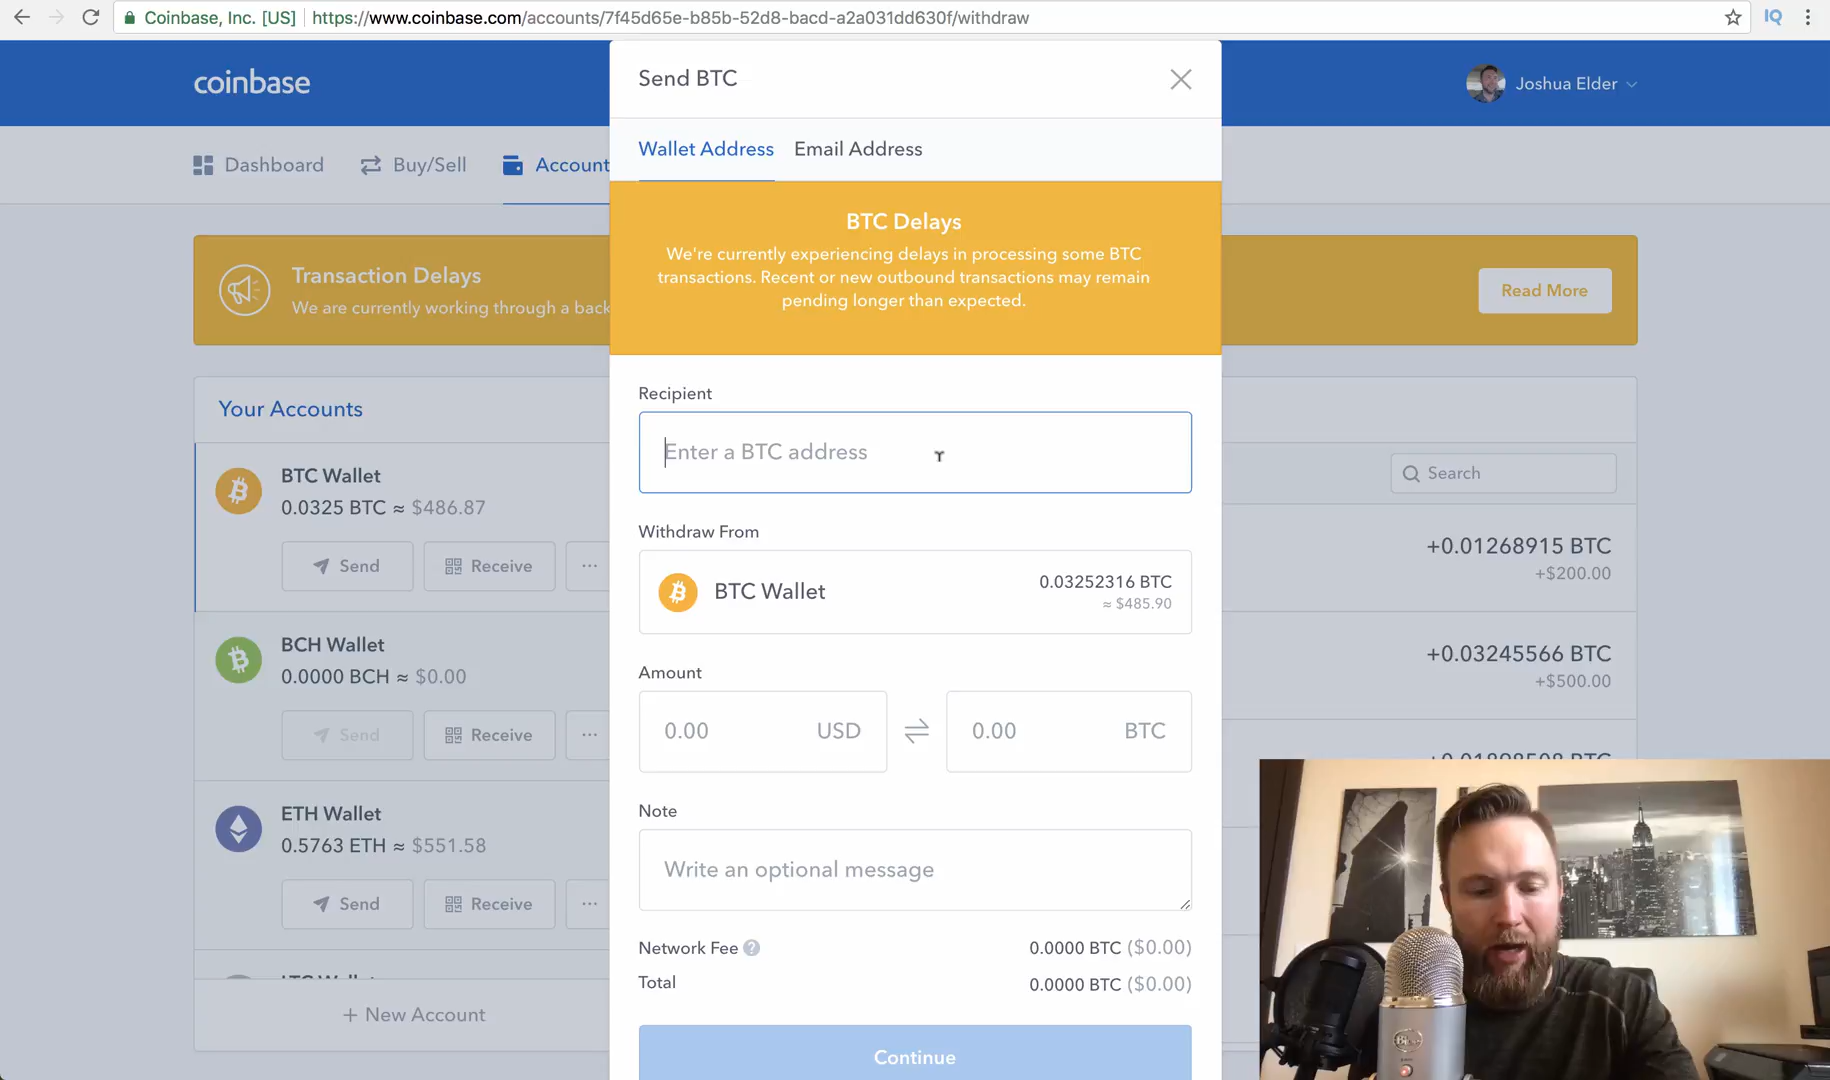 Coinbase, Inc. [US] https://www.coinbase.com/accounts/7f45d65e-b85b-52d8-bacd-a2a031dd630f/withdraw
IQ
coinbase
Joshua Elder
Dashboard
Buy/Sell
Account
Transaction Delays
We are currently working through a back
Read More
Your Accounts
BTC Wallet
0.0325 BTC ≈ $486.87
Send
Receive
BCH Wallet
0.0000 BCH ≈ $0.00
Send
Receive
ETH Wallet
0.5763 ETH ≈ $551.58
Send
Receive
+ New Account
Send BTC
Wallet Address
Email Address
BTC Delays
We're currently experiencing delays in processing some BTC
transactions. Recent or new outbound transactions may remain
pending longer than expected.
Recipient
Enter a BTC address
Withdraw From
BTC Wallet
0.03252316 BTC
≈ $485.90
Amount
0.00 USD
0.00 BTC
Note
Write an optional message
Network Fee ?
0.0000 BTC ($0.00)
Total
0.0000 BTC ($0.00)
Continue
Search
+0.01268915 BTC
+$200.00
+0.03245566 BTC
+$500.00